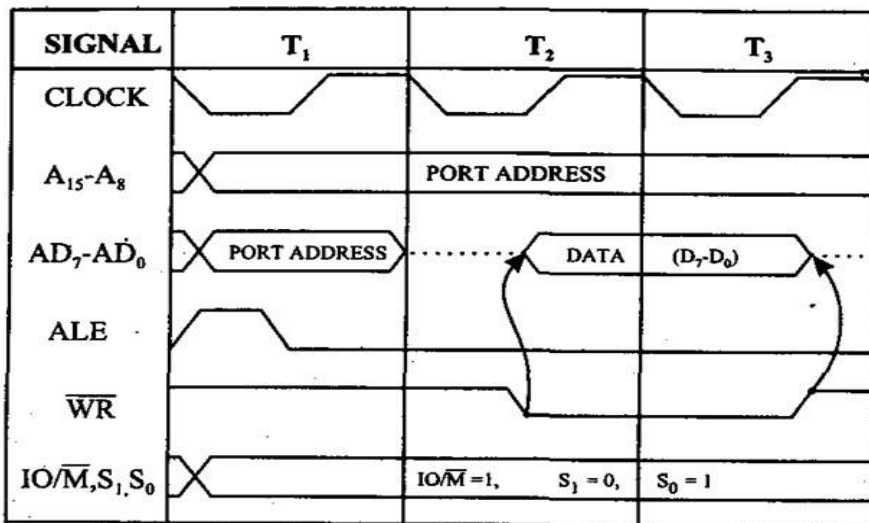 SIGNAL T₁ T₂ T₃
CLOCK
A₁₅-A₈ PORT ADDRESS
AD₇-AD₀ PORT ADDRESS DATA (D₇-D₀)
ALE
W̅R̅
IO/M̅,S₁,S₀ IO/M̅ =1, S₁ = 0, S₀ = 1